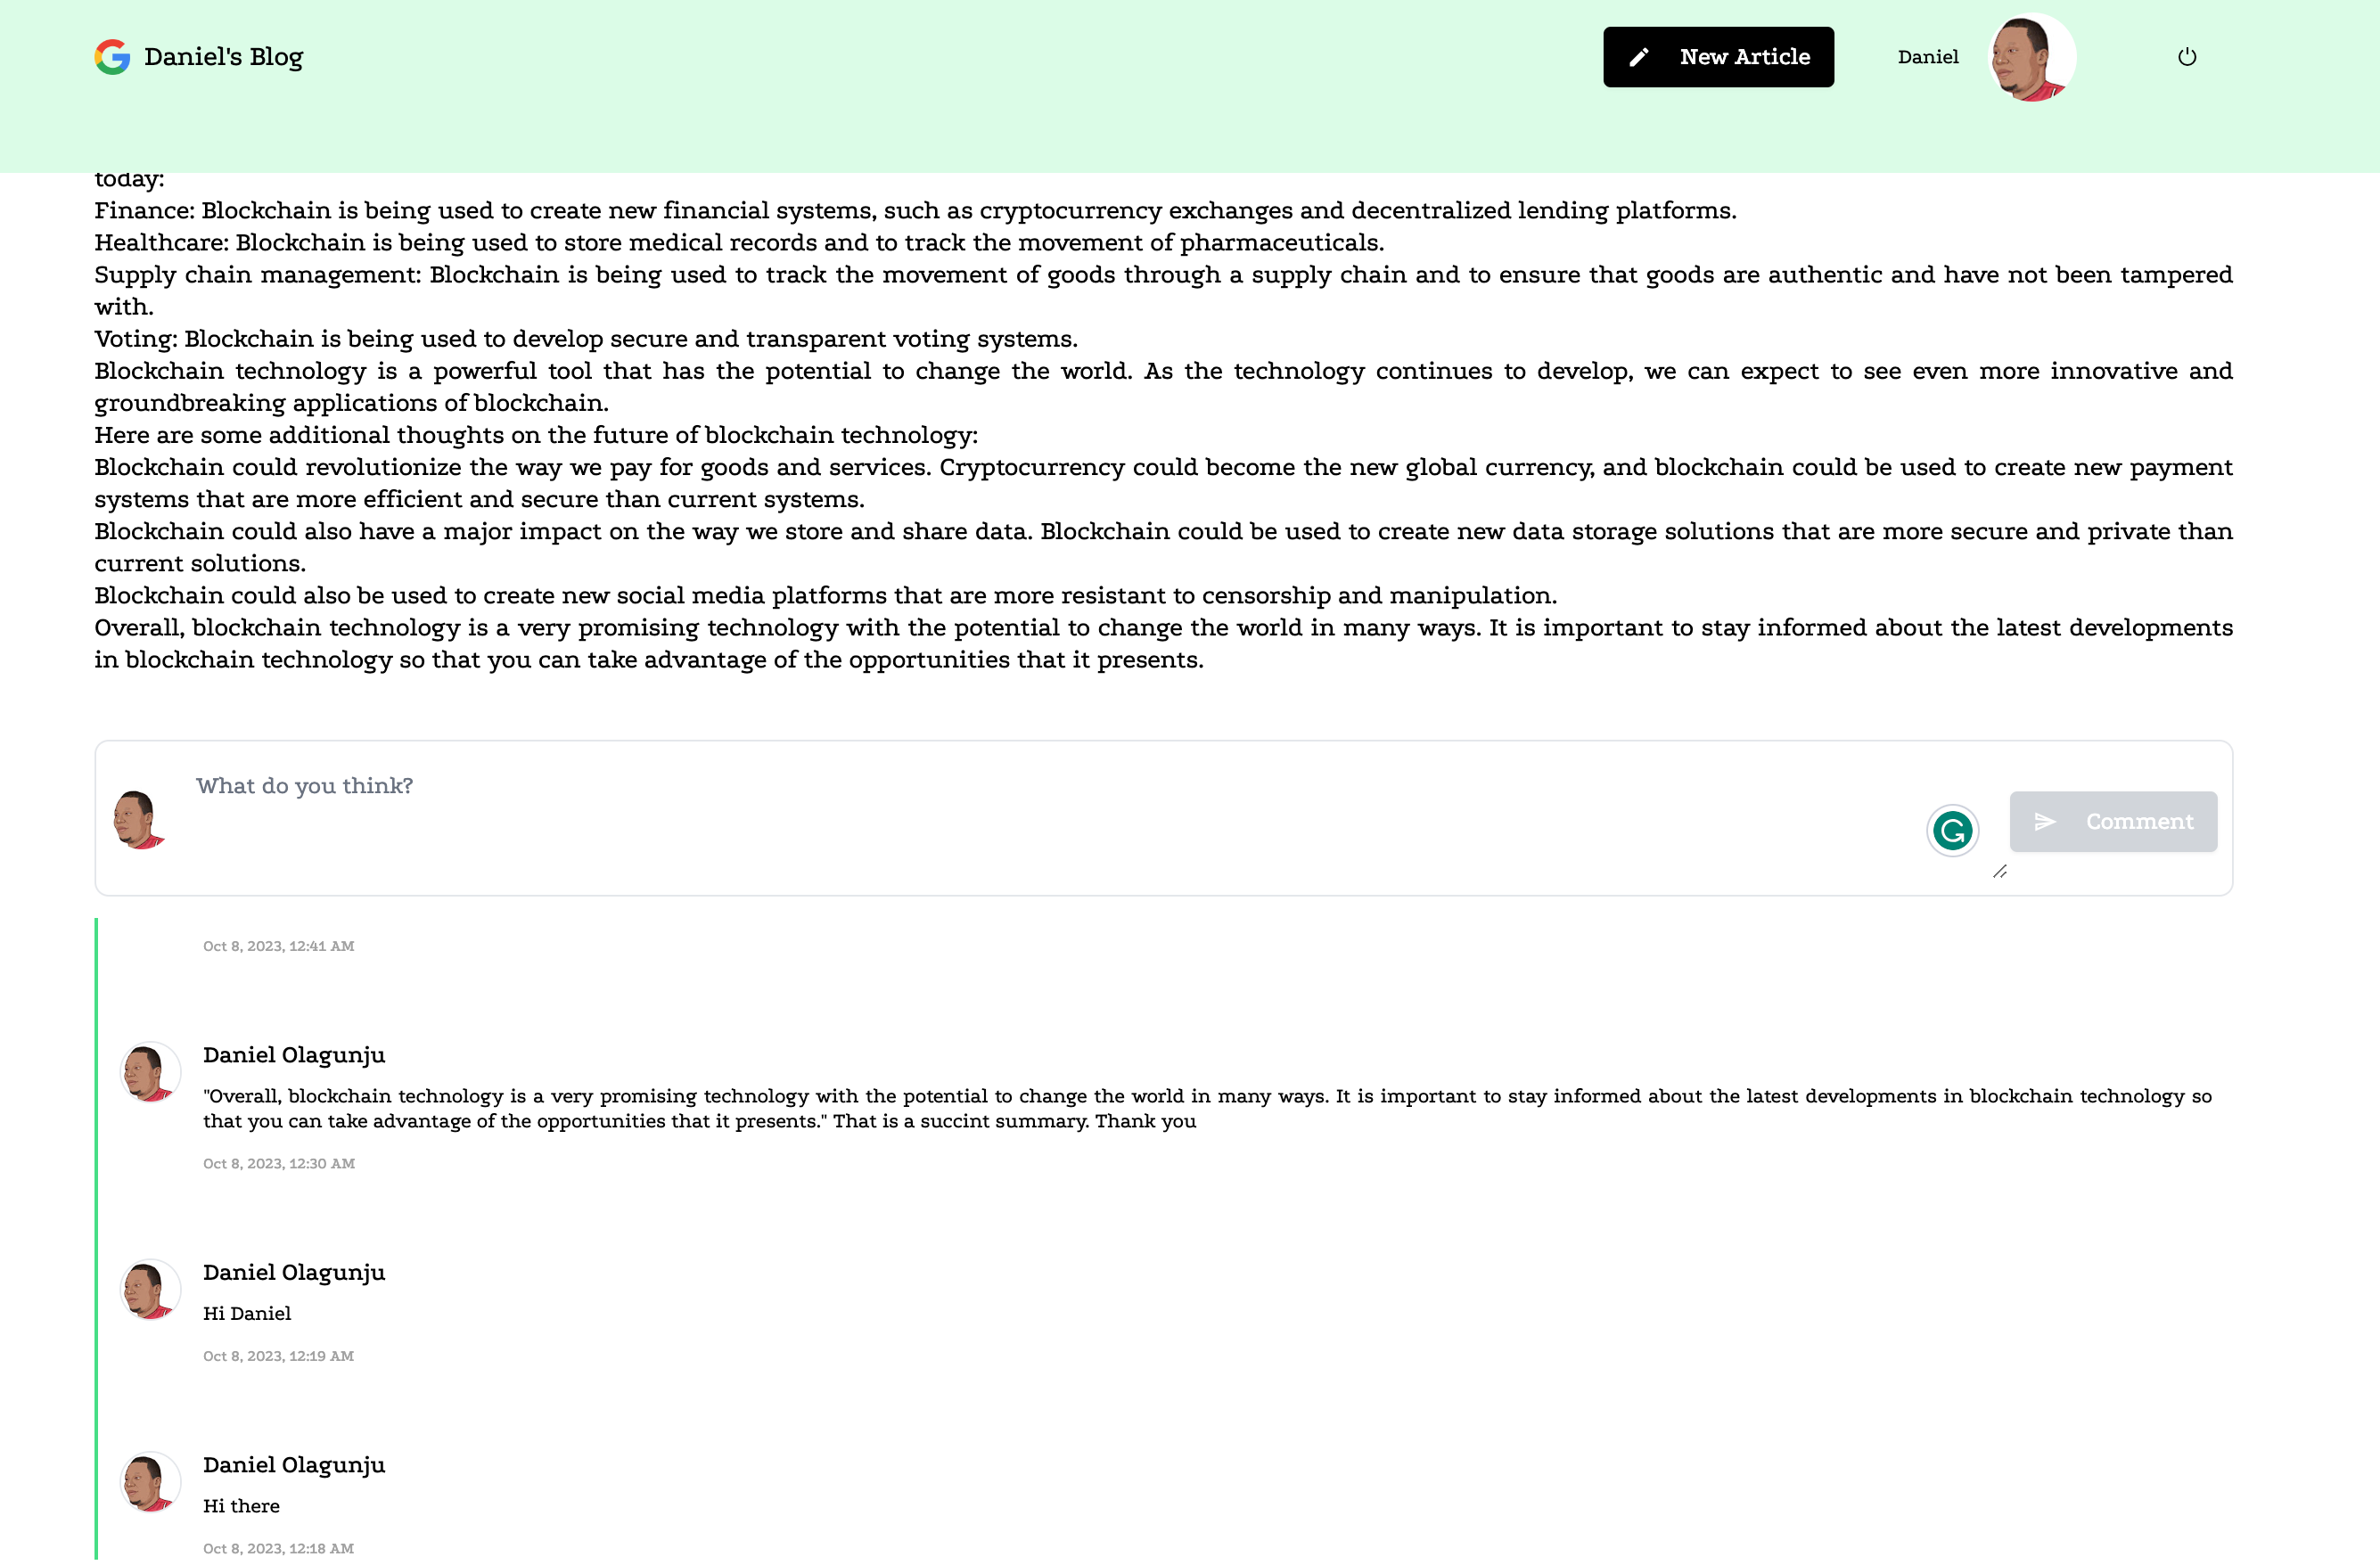 Daniel's Blog
New Article
Daniel
today:
Finance: Blockchain is being used to create new financial systems, such as cryptocurrency exchanges and decentralized lending platforms.
Healthcare: Blockchain is being used to store medical records and to track the movement of pharmaceuticals.
Supply chain management: Blockchain is being used to track the movement of goods through a supply chain and to ensure that goods are authentic and have not been tampered
with.
Voting: Blockchain is being used to develop secure and transparent voting systems.
Blockchain technology is a powerful tool that has the potential to change the world. As the technology continues to develop, we can expect to see even more innovative and
groundbreaking applications of blockchain.
Here are some additional thoughts on the future of blockchain technology:
Blockchain could revolutionize the way we pay for goods and services. Cryptocurrency could become the new global currency, and blockchain could be used to create new payment
systems that are more efficient and secure than current systems.
Blockchain could also have a major impact on the way we store and share data. Blockchain could be used to create new data storage solutions that are more secure and private than
current solutions.
Blockchain could also be used to create new social media platforms that are more resistant to censorship and manipulation.
Overall, blockchain technology is a very promising technology with the potential to change the world in many ways. It is important to stay informed about the latest developments
in blockchain technology so that you can take advantage of the opportunities that it presents.
What do you think?
Comment
Oct 8, 2023, 12:41 AM
Daniel Olagunju
"Overall, blockchain technology is a very promising technology with the potential to change the world in many ways. It is important to stay informed about the latest developments in blockchain technology so
that you can take advantage of the opportunities that it presents." That is a succint summary. Thank you
Oct 8, 2023, 12:30 AM
Daniel Olagunju
Hi Daniel
Oct 8, 2023, 12:19 AM
Daniel Olagunju
Hi there
Oct 8, 2023, 12:18 AM